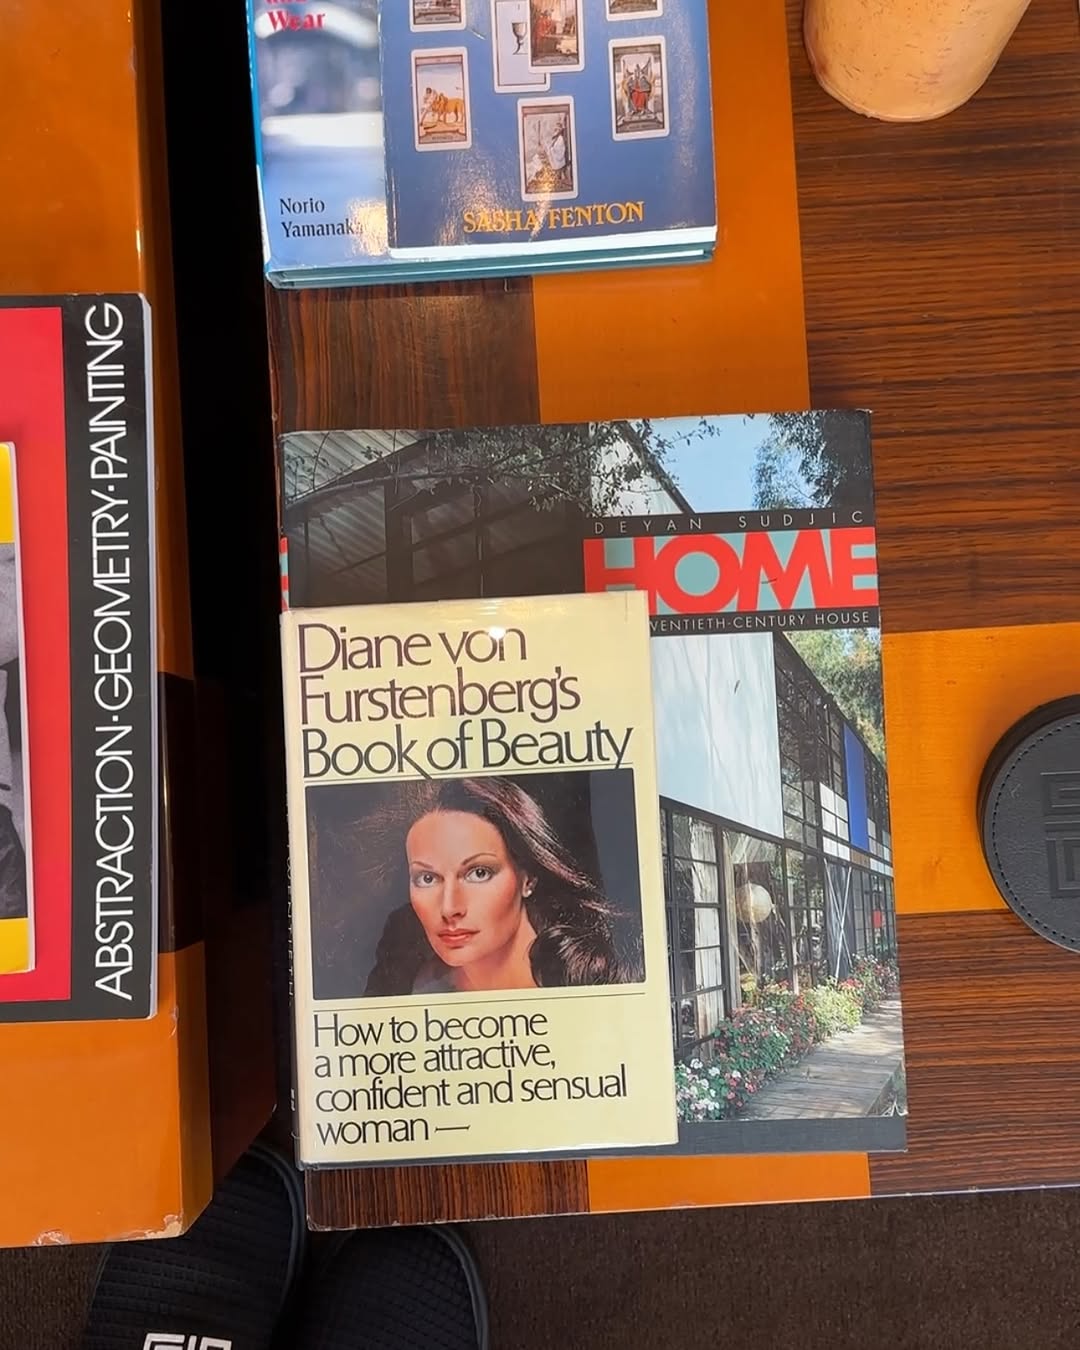 Wear
Norio
Yamanaka
SASHA FENTON
ABSTRACTION·GEOMETRY·PAINTING
DEYAN SUDJIC
HOME
TWENTIETH-CENTURY HOUSE
Diane von
Furstenberg's
Book of Beauty
How to become
a more attractive,
confident and sensual
woman—